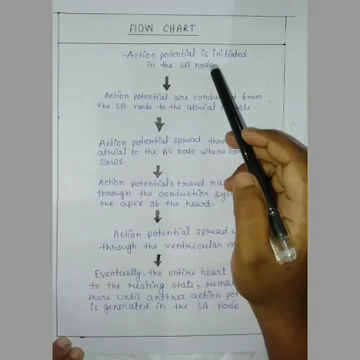 FLOW CHART
-Action potential is initiated
in the SA node
Action potential are conducted from
the SA node to the atrial
Action potential spread
atrial to the AV node where
slows
Action potentials travel
through the conduction
the apex of the heart.
Action potential spread
through the ventricular
Eventually, the entire heart
to the resting state,
there until another action
is generated in the SA node